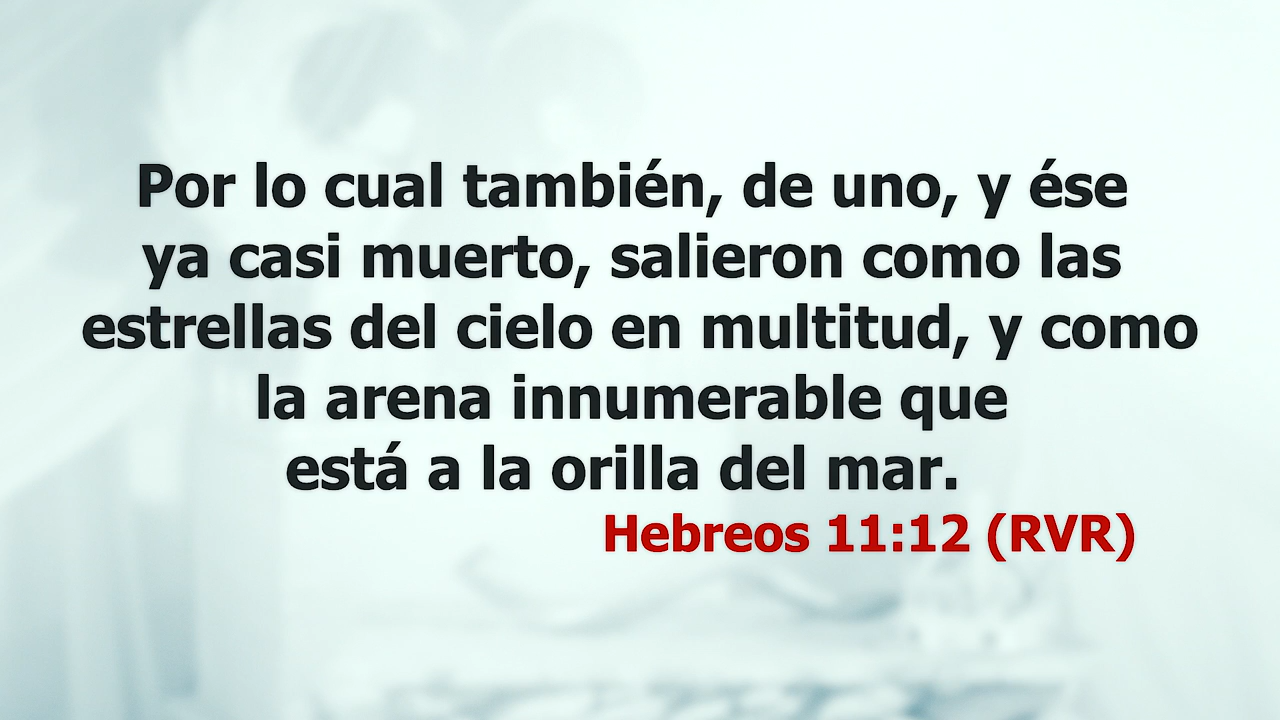 Por lo cual también, de uno, y ése
ya casi muerto, salieron como las
estrellas del cielo en multitud, y como
la arena innumerable que
está a la orilla del mar.
Hebreos 11:12 (RVR)